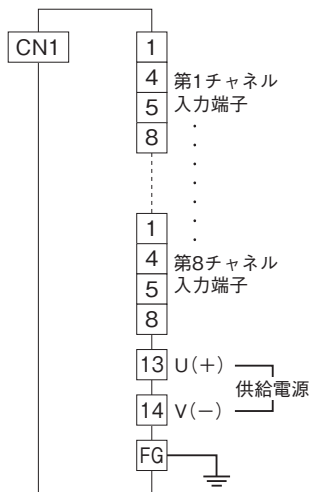 CN1
1
4
5
8
第1チャネル
入力端子
1
4
5
8
第8チャネル
入力端子
13 U(+)
供給電源
14 V(−)
FG